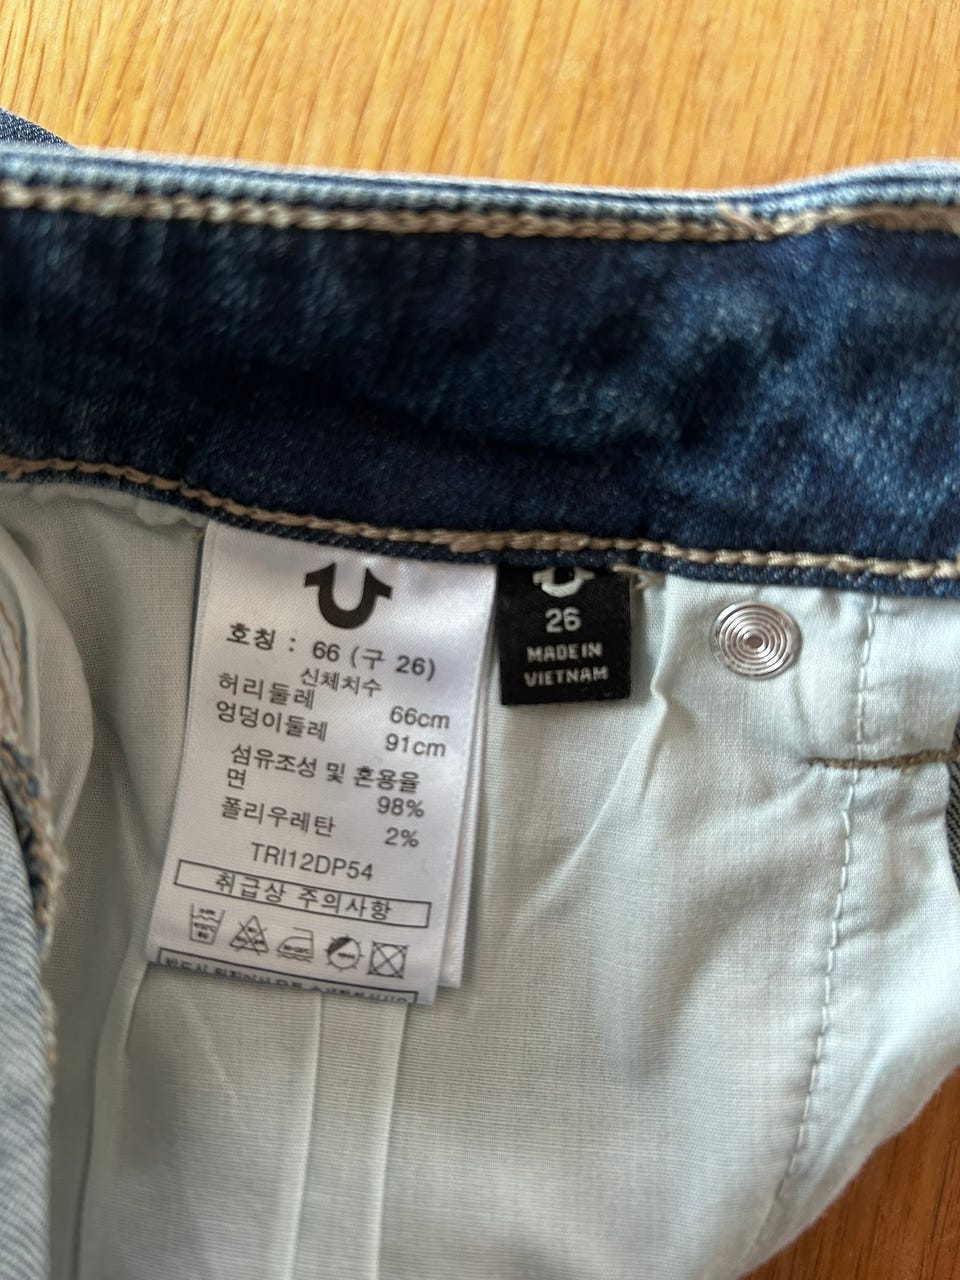 호칭 : 66 (구 26)
신체치수
허리둘레 66cm
엉덩이둘레 91cm
섬유조성 및 혼용율
면 98%
폴리우레탄 2%
TRI12DP54
취급상 주의사항
26
MADE IN
VIETNAM